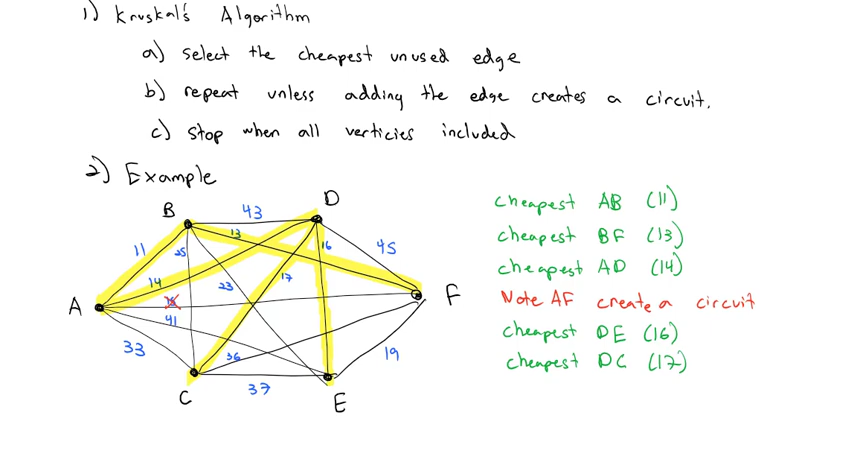 1) Kruskal's Algorithm
a) select the cheapest unused edge
b) repeat unless adding the edge creates a circuit.
c) stop when all verticies included
2) Example
B 43 D
11 25 13 16 45
14 23 17
A 41 F
33 36 19
C 37 E
cheapest AB (11)
cheapest BF (13)
cheapest AD (14)
Note AF create a circuit
cheapest DE (16)
cheapest DC (17)